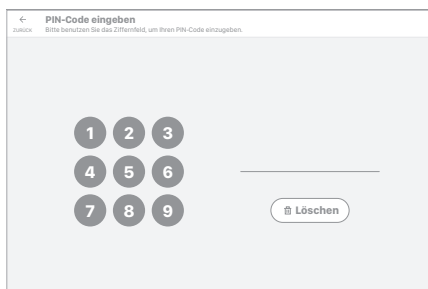 PIN-Code eingeben
ZURÜCK Bitte benutzen Sie das Ziffernfeld, um Ihren PIN-Code einzugeben.
1 2 3
4 5 6
7 8 9
Löschen